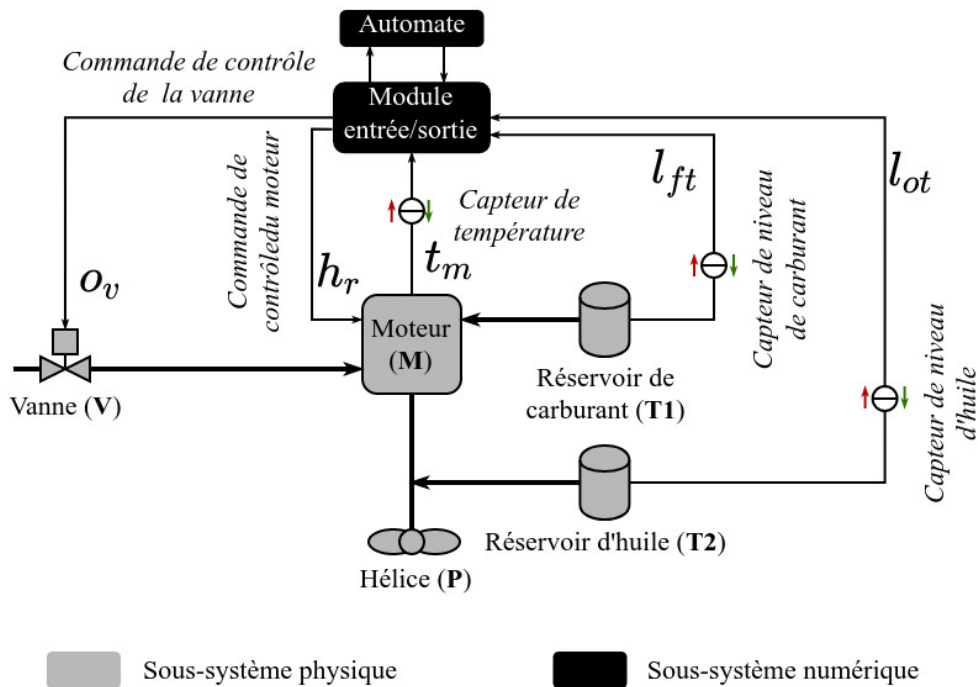 Automate
Commande de contrôle
de la vanne
Module
entrée/sortie
Commande de
contrôledu moteur
Capteur de
température
l_ft
Capteur de niveau
de carburant
l_ot
Capteur de niveau
d'huile
o_v
h_r
t_m
Moteur
(M)
Vanne (V)
Réservoir de
carburant (T1)
Réservoir d'huile (T2)
Hélice (P)
Sous-système physique
Sous-système numérique